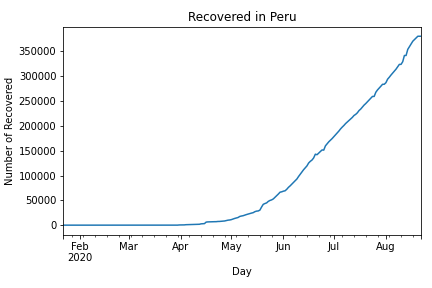 Recovered in Peru
Number of Recovered
350000
300000
250000
200000
150000
100000
50000
0
Feb Mar Apr May Jun Jul Aug
2020
Day